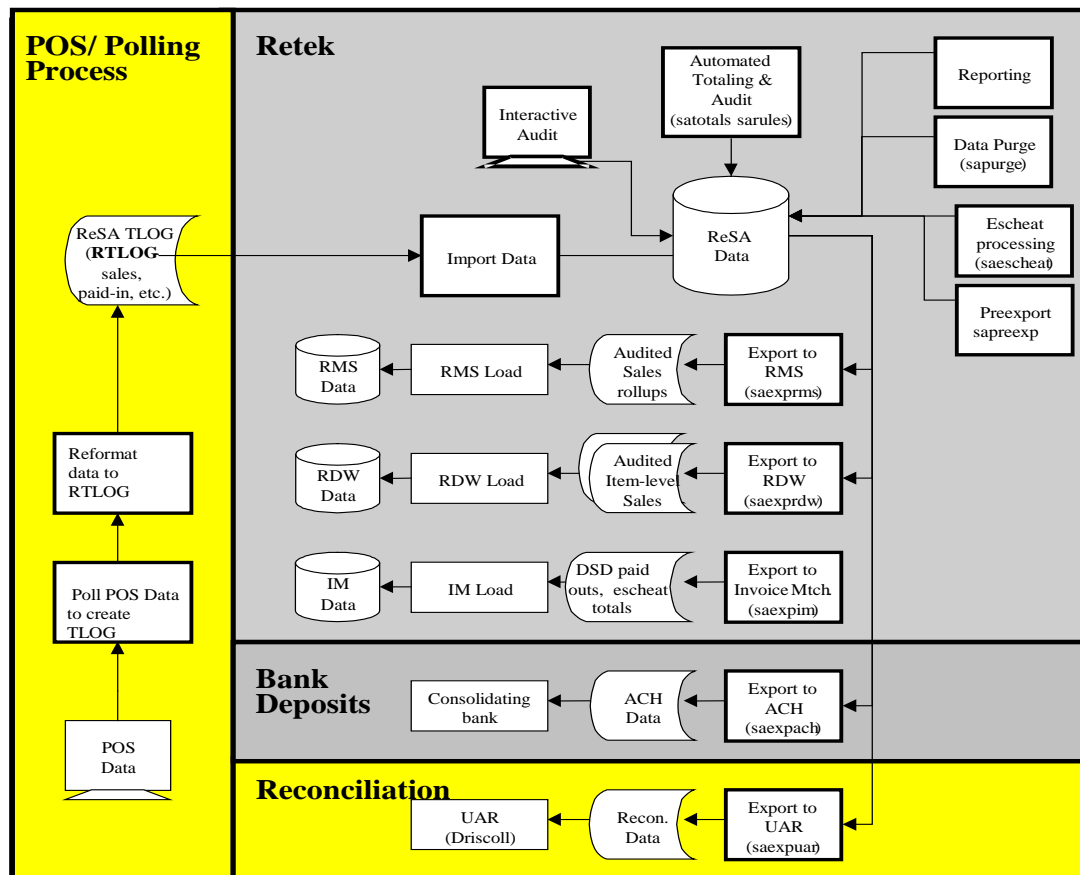 POS/ Polling
Process
Retek
Automated
Totaling &
Audit
(satotals sarules)
Interactive
Audit
Reporting
Data Purge
(sapurge)
ReSA TLOG
(RTLOG
sales,
paid-in, etc.)
Import Data
ReSA
Data
Escheat
processing
(saescheat)
Preexport
sapreexp
RMS
Data
RMS Load
Audited
Sales
rollups
Export to
RMS
(saexprms)
Reformat
data to
RTLOG
RDW
Data
RDW Load
Audited
Item-level
Sales
Export to
RDW
(saexprdw)
Poll POS Data
to create
TLOG
IM
Data
IM Load
DSD paid
outs, escheat
totals
Export to
Invoice Mtch.
(saexpim)
Bank
Deposits
Consolidating
bank
ACH
Data
Export to
ACH
(saexpach)
POS
Data
Reconciliation
UAR
(Driscoll)
Recon.
Data
Export to
UAR
(saexpuar)